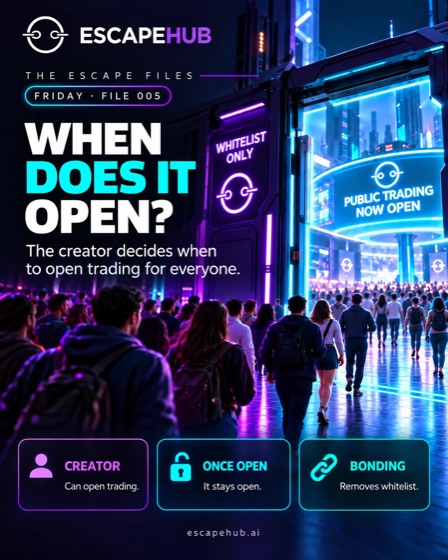 ESCAPEHUB
THE ESCAPE FILES
FRIDAY · FILE 005
WHEN
DOES IT
OPEN?
The creator decides when
to open trading for everyone.
WHITELIST
ONLY
PUBLIC TRADING
NOW OPEN
CREATOR
Can open trading.
ONCE OPEN
It stays open.
BONDING
Removes whitelist.
escapehub.ai